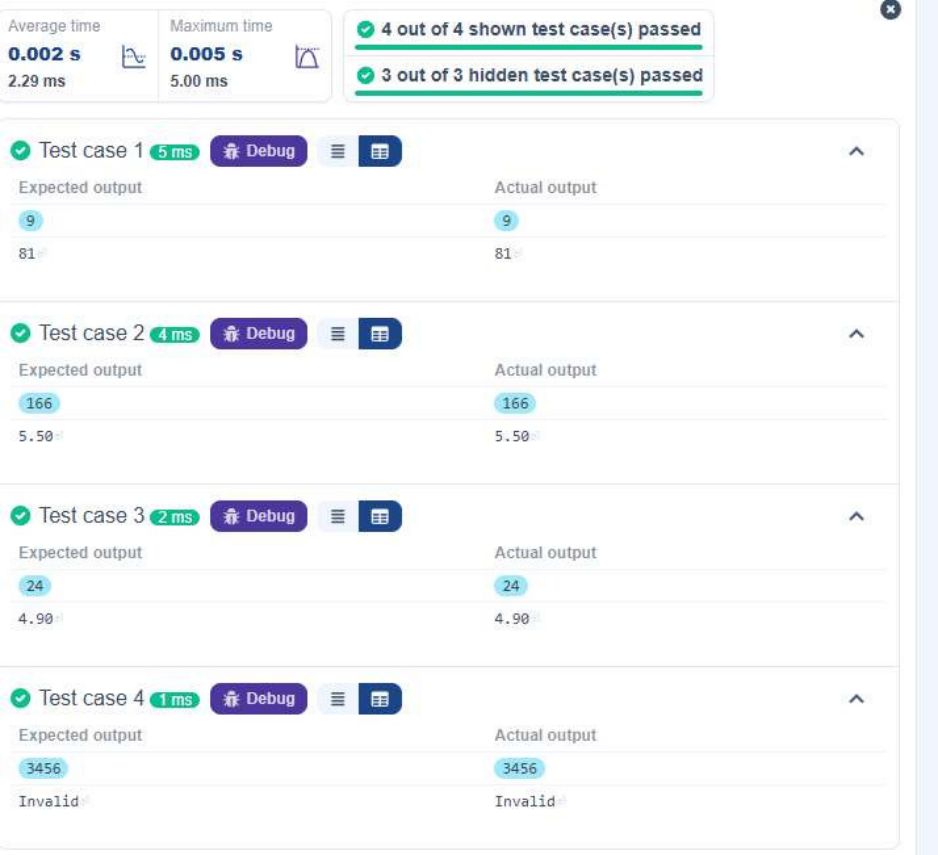 Average time
0.002 s
2.29 ms
Maximum time
0.005 s
5.00 ms
4 out of 4 shown test case(s) passed
3 out of 3 hidden test case(s) passed
Test case 1 5 ms Debug
Expected output Actual output
9 9
81 81
Test case 2 4 ms Debug
Expected output Actual output
166 166
5.50 5.50
Test case 3 2 ms Debug
Expected output Actual output
24 24
4.90 4.90
Test case 4 1 ms Debug
Expected output Actual output
3456 3456
Invalid Invalid